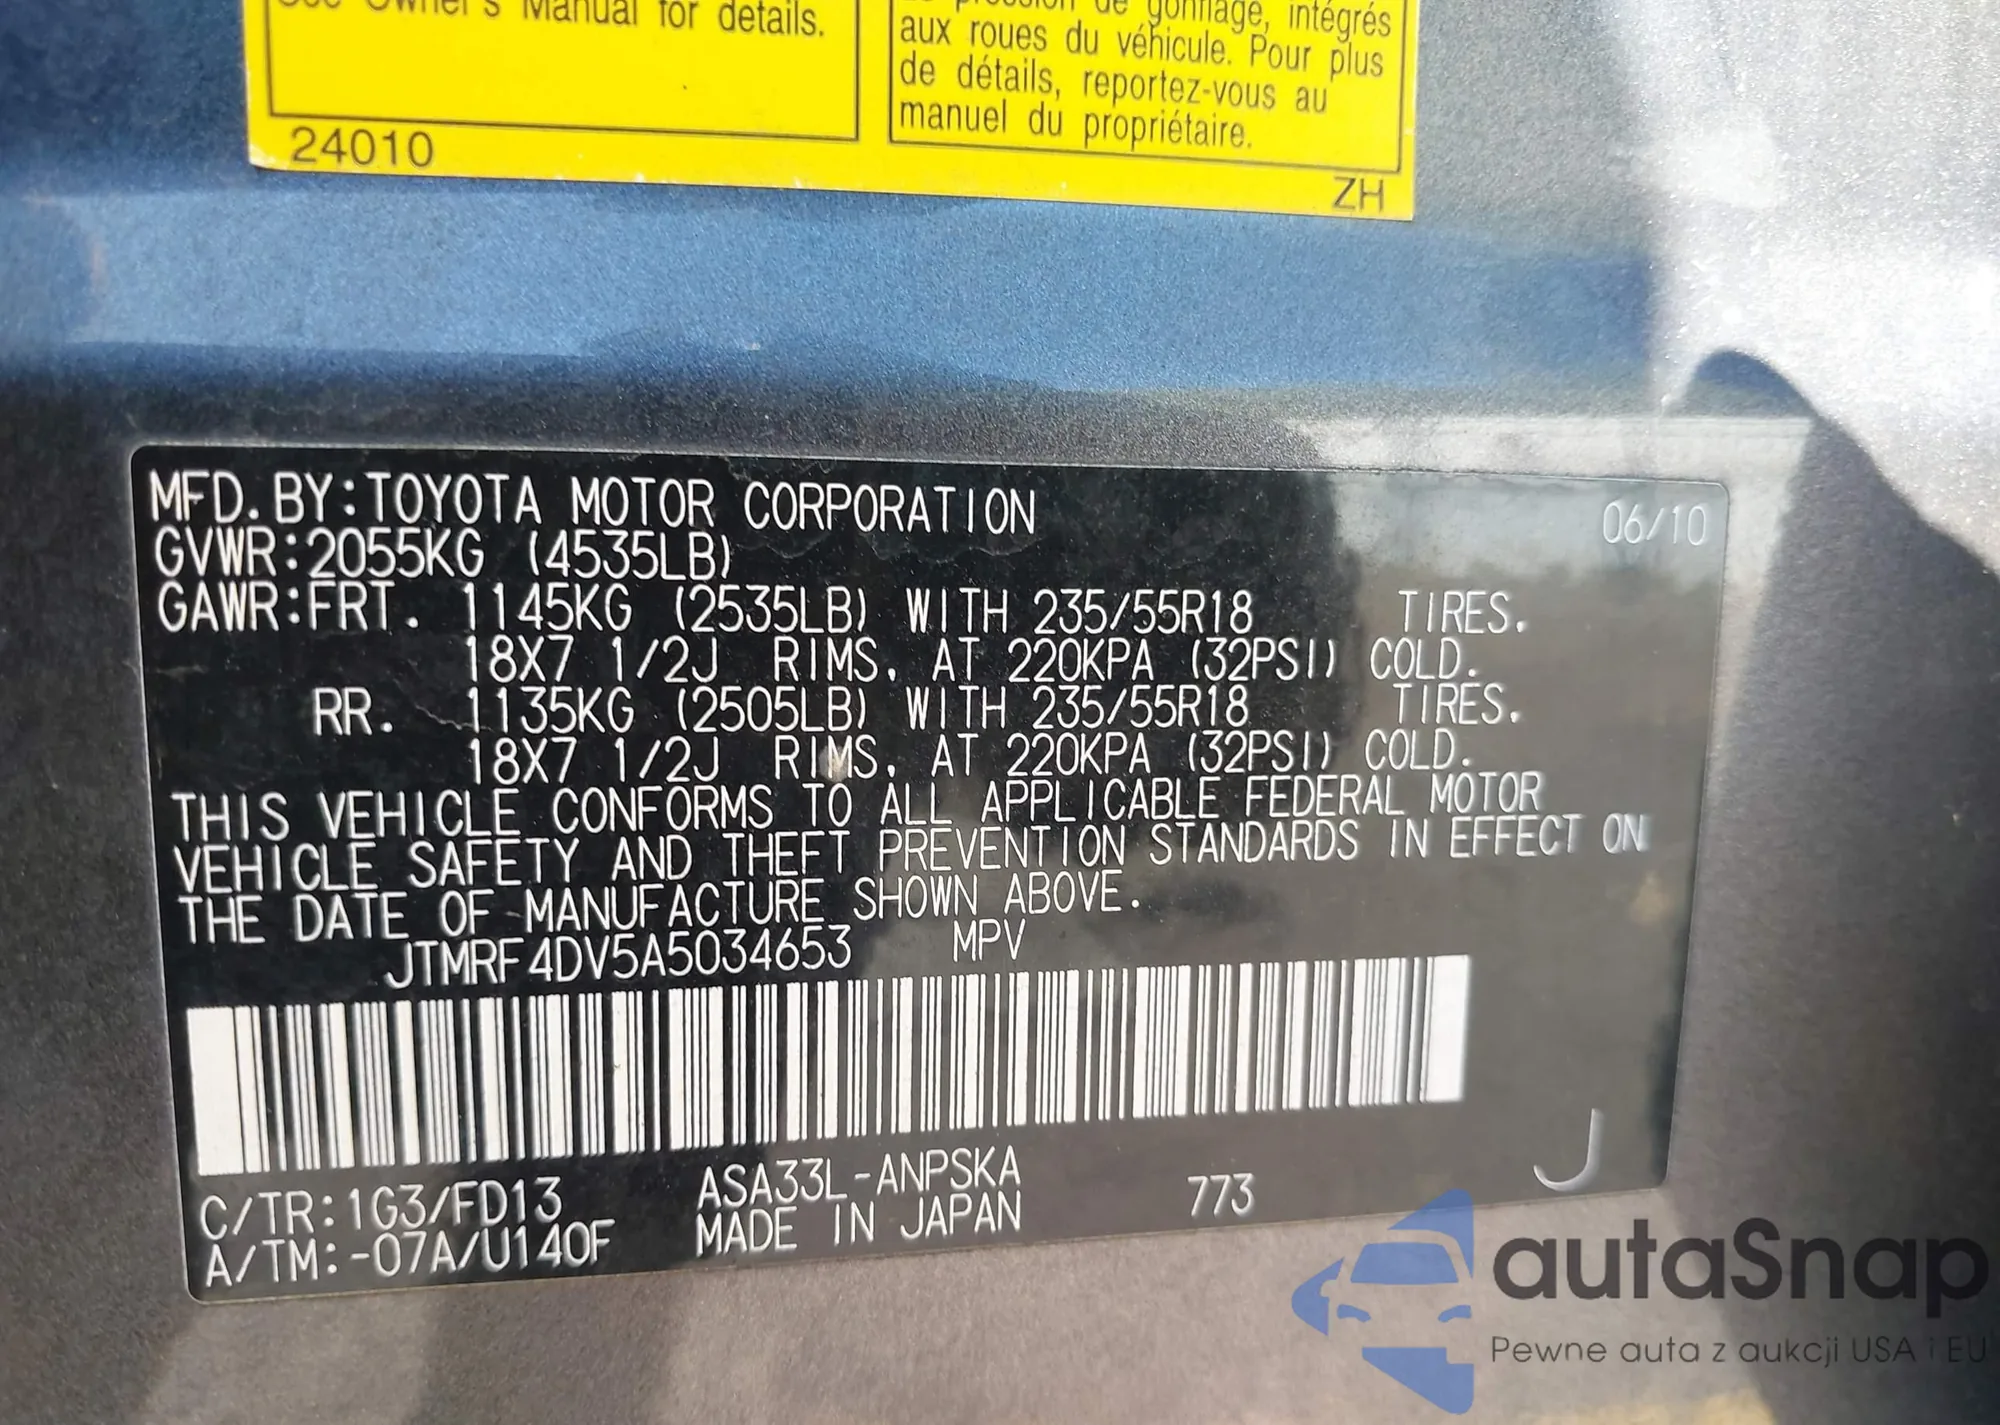 See Owner's Manual for details.
24010
pression de gonflage, intégrés
aux roues du véhicule. Pour plus
de détails, reportez-vous au
manuel du propriétaire.
ZH
MFD. BY:TOYOTA MOTOR CORPORATION 06/10
GVWR:2055KG (4535LB)
GAWR:FRT. 1145KG (2535LB) WITH 235/55R18 TIRES.
18X7 1/2J RIMS, AT 220KPA (32PSI) COLD.
RR. 1135KG (2505LB) WITH 235/55R18 TIRES.
18X7 1/2J RIMS, AT 220KPA (32PSI) COLD.
THIS VEHICLE CONFORMS TO ALL APPLICABLE FEDERAL MOTOR
VEHICLE SAFETY AND THEFT PREVENTION STANDARDS IN EFFECT ON
THE DATE OF MANUFACTURE SHOWN ABOVE.
JTMRF4DV5A5034653 MPV
C/TR:1G3/FD13 ASA33L-ANPSKA 773 J
A/TM:-07A/U140F MADE IN JAPAN
autaSnap
Pewne auta z aukcji USA i EU